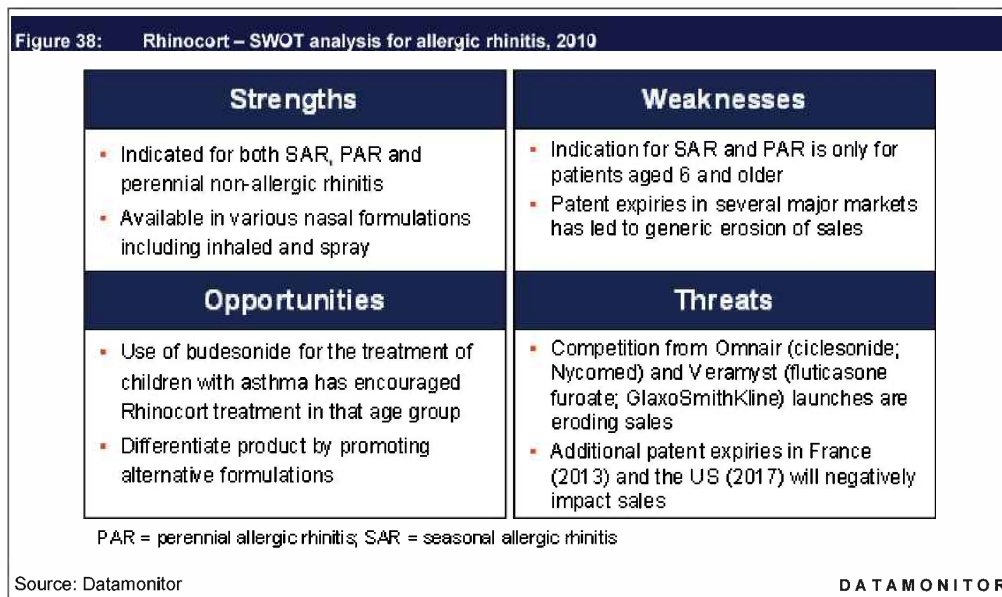 Figure 38: Rhinocort – SWOT analysis for allergic rhinitis, 2010
Strengths
▪ Indicated for both SAR, PAR and
perennial non-allergic rhinitis
▪ Available in various nasal formulations
including inhaled and spray
Weaknesses
▪ Indication for SAR and PAR is only for
patients aged 6 and older
▪ Patent expiries in several major markets
has led to generic erosion of sales
Opportunities
▪ Use of budesonide for the treatment of
children with asthma has encouraged
Rhinocort treatment in that age group
▪ Differentiate product by promoting
alternative formulations
Threats
▪ Competition from Omnair (ciclesonide;
Nycomed) and Veramyst (fluticasone
furoate; GlaxoSmithKline) launches are
eroding sales
▪ Additional patent expiries in France
(2013) and the US (2017) will negatively
impact sales
PAR = perennial allergic rhinitis; SAR = seasonal allergic rhinitis
Source: Datamonitor
DATAMONITOR